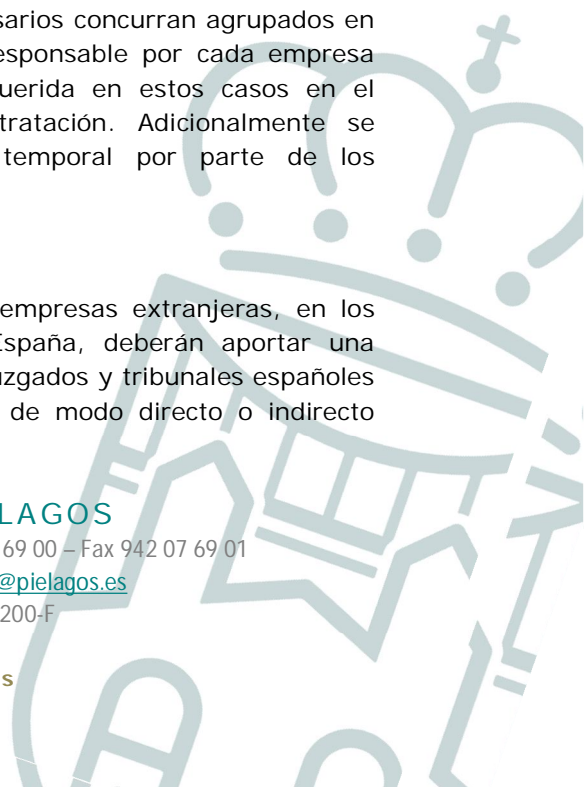 sarios concurran agrupados en
esponsable por cada empresa
uerida en estos casos en el
tratación. Adicionalmente se
temporal por parte de los
empresas extranjeras, en los
España, deberán aportar una
uzgados y tribunales españoles
de modo directo o indirecto
LAGOS
69 00 – Fax 942 07 69 01
@pielagos.es
200-F
s